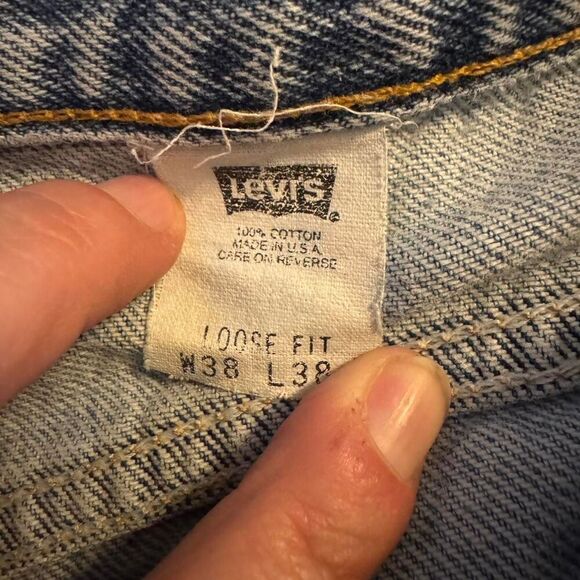 Levi's
100% COTTON
MADE IN U.S.A
CARE ON REVERSE
LOOSE FIT
W38 L38